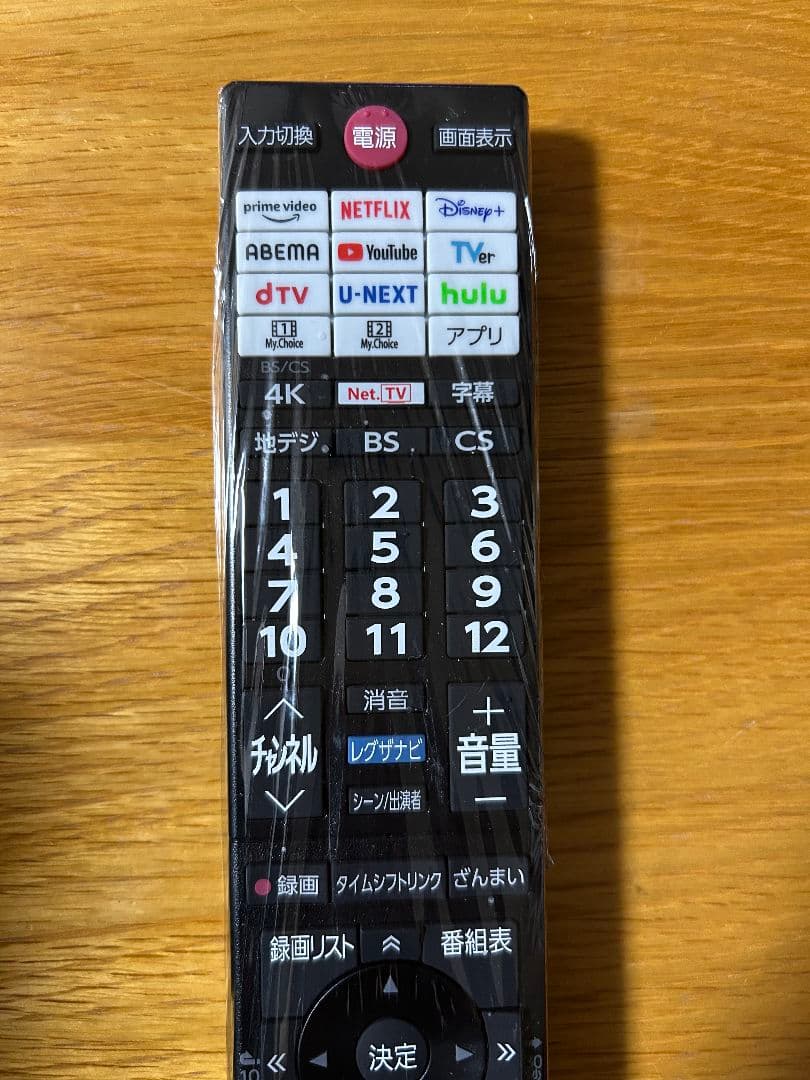 入力切換 電源 画面表示
prime video NETFLIX Disney+
ABEMA YouTube TVer
dTV U-NEXT hulu
1 My.Choice 2 My.Choice アプリ
BS/CS
4K Net.TV 字幕
地デジ BS CS
1 2 3
4 5 6
7 8 9
10 11 12
0
消音 +
チャンネル レグザナビ 音量
シーン/出演者 −
録画 タイムシフトリンク ざんまい
録画リスト 番組表
決定
10